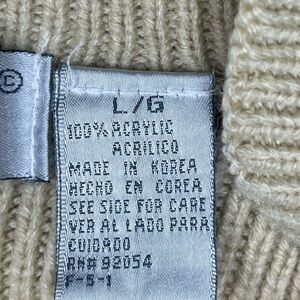 ©
L/G
100% ACRYLIC
ACRILICO
MADE IN KOREA
HECHO EN COREA
SEE SIDE FOR CARE
VER AL LADO PARA
CUIDADO
RN# 92054
F-5-1